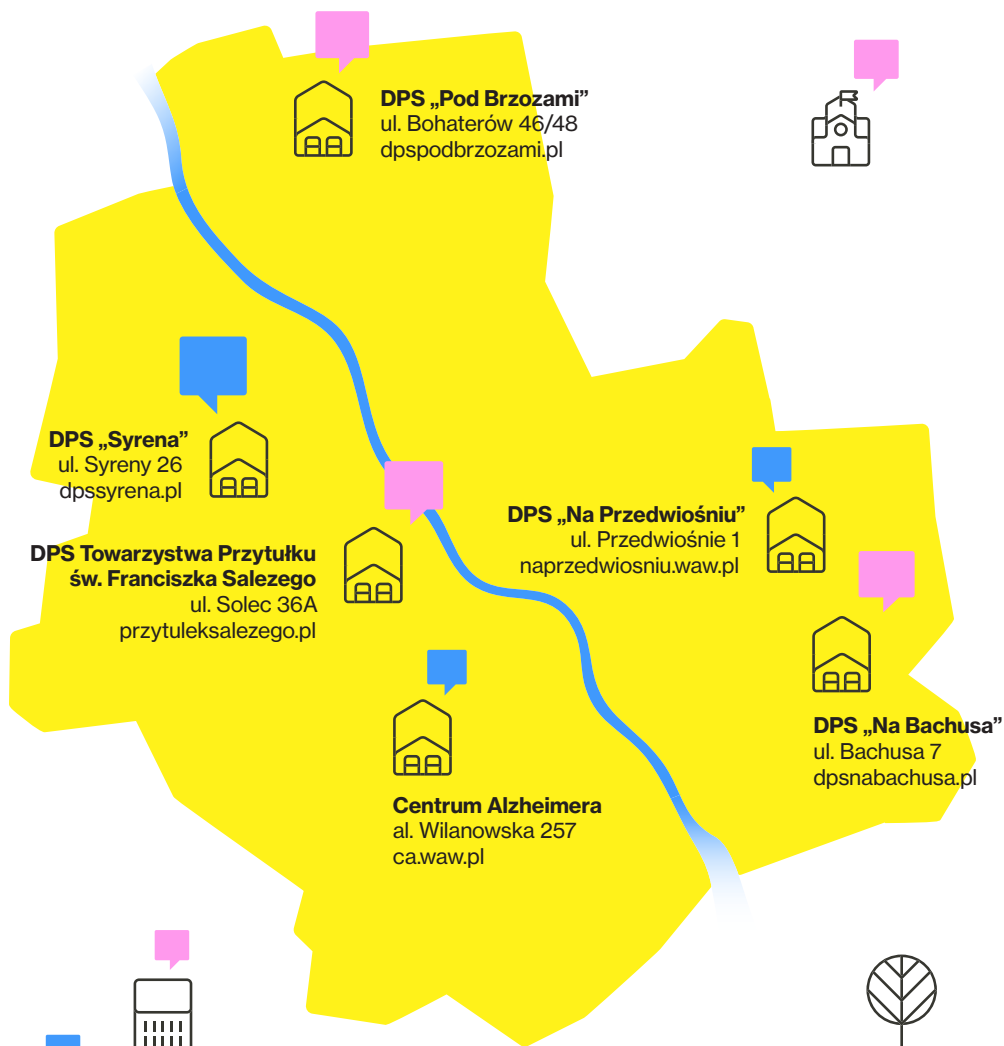 DPS „Pod Brzozami”
ul. Bohaterów 46/48
dpspodbrzozami.pl
DPS „Syrena”
ul. Syreny 26
dpssyrena.pl
DPS Towarzystwa Przytułku
św. Franciszka Salezego
ul. Solec 36A
przytuleksalezego.pl
DPS „Na Przedwiośniu”
ul. Przedwiośnie 1
naprzedwiosniu.waw.pl
DPS „Na Bachusa”
ul. Bachusa 7
dpsnabachusa.pl
Centrum Alzheimera
al. Wilanowska 257
ca.waw.pl